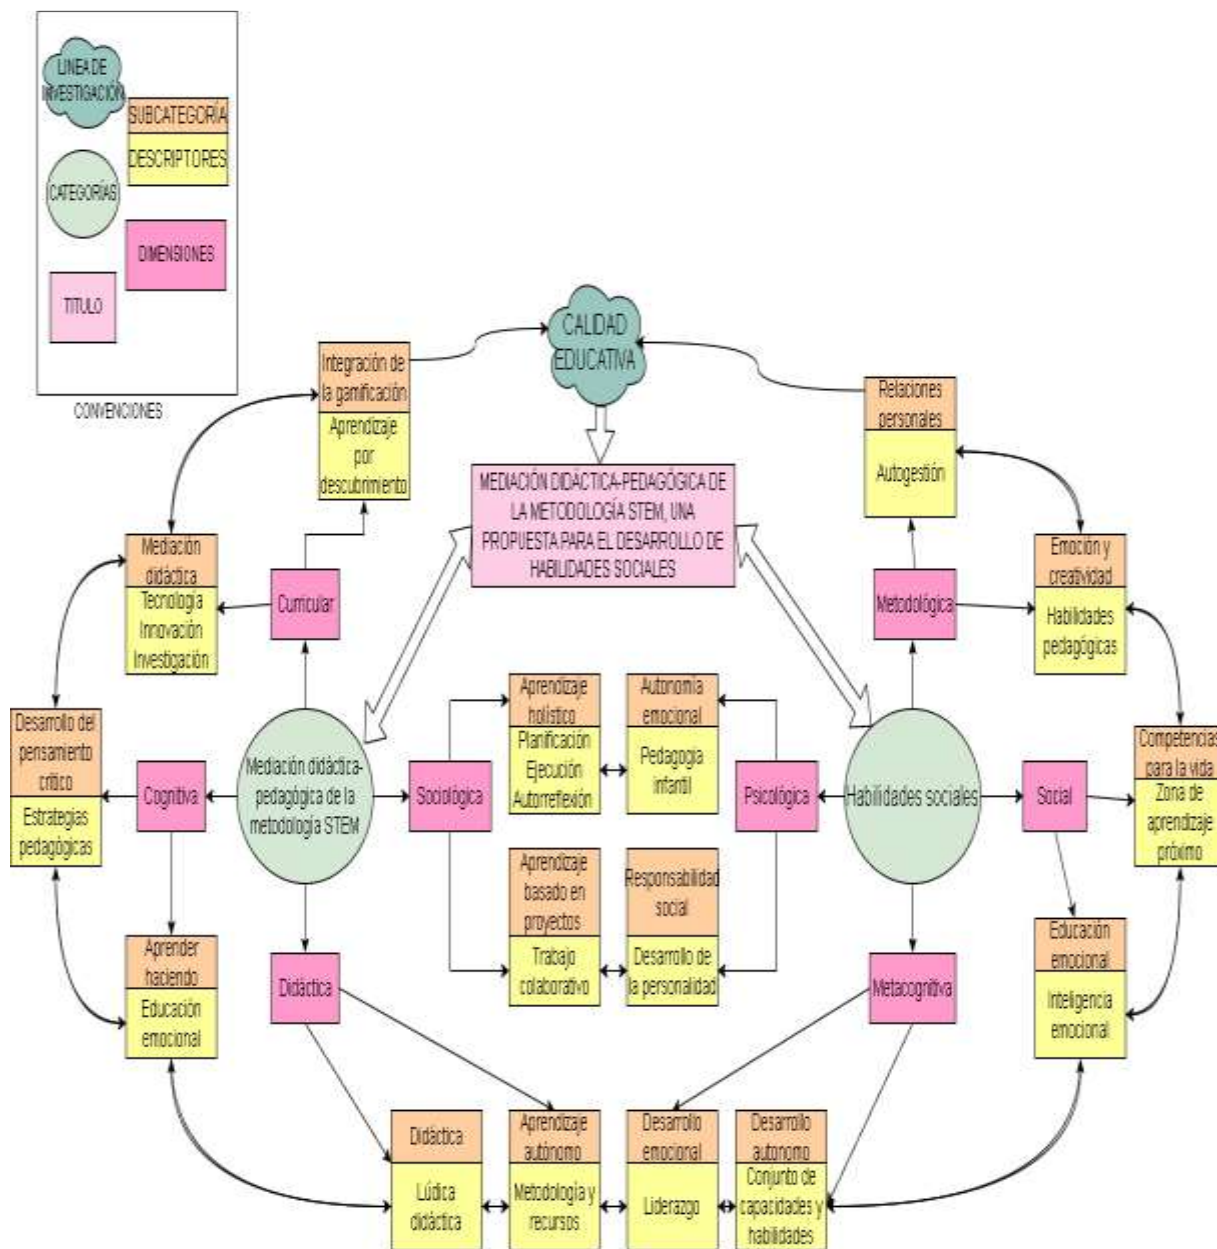 LINEA DE
INVESTIGACIÓN
SUBCATEGORÍA
DESCRIPTORES
CATEGORÍAS
DIMENSIONES
TITULO
CONVENCIONES
CALIDAD
EDUCATIVA
Integración de
la gamificación
Aprendizaje
por
descubrimiento
Relaciones
personales
Autogestión
MEDIACIÓN DIDÁCTICA-PEDAGÓGICA DE
LA METODOLOGÍA STEM, UNA
PROPUESTA PARA EL DESARROLLO DE
HABILIDADES SOCIALES
Mediación
didáctica
Tecnología
Innovación
Investigación
Curricular
Metodológica
Emoción y
creatividad
Habilidades
pedagógicas
Desarrollo del
pensamiento
crítico
Estrategias
pedagógicas
Cognitiva
Mediación didáctica-
pedagógica de la
metodología STEM
Sociológica
Aprendizaje
holístico
Planificación
Ejecución
Autorreflexión
Autonomía
emocional
Pedagogía
infantil
Psicológica
Habilidades sociales
Social
Competencias
para la vida
Zona de
aprendizaje
próximo
Aprendizaje
basado en
proyectos
Trabajo
colaborativo
Responsabilidad
social
Desarrollo de
la personalidad
Aprender
haciendo
Educación
emocional
Didáctica
Metacognitiva
Educación
emocional
Inteligencia
emocional
Didáctica
Lúdica
didáctica
Aprendizaje
autónomo
Metodología y
recursos
Desarrollo
emocional
Liderazgo
Desarrollo
autonomo
Conjunto de
capacidades y
habilidades